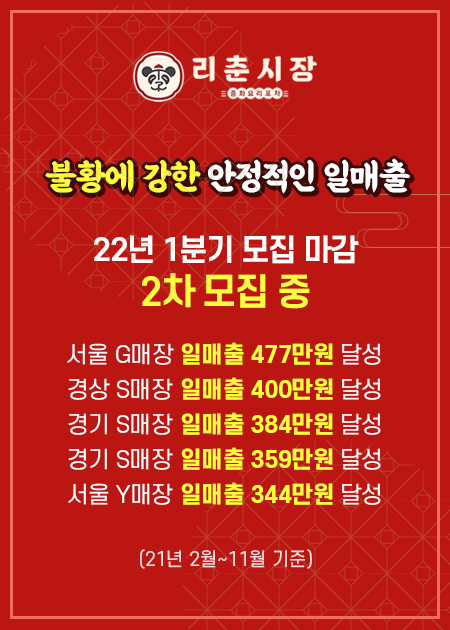 리춘시장
중화요리포차
불황에 강한 안정적인 일매출
22년 1분기 모집 마감
2차 모집 중
서울 G매장 일매출 477만원 달성
경상 S매장 일매출 400만원 달성
경기 S매장 일매출 384만원 달성
경기 S매장 일매출 359만원 달성
서울 Y매장 일매출 344만원 달성
(21년 2월~11월 기준)